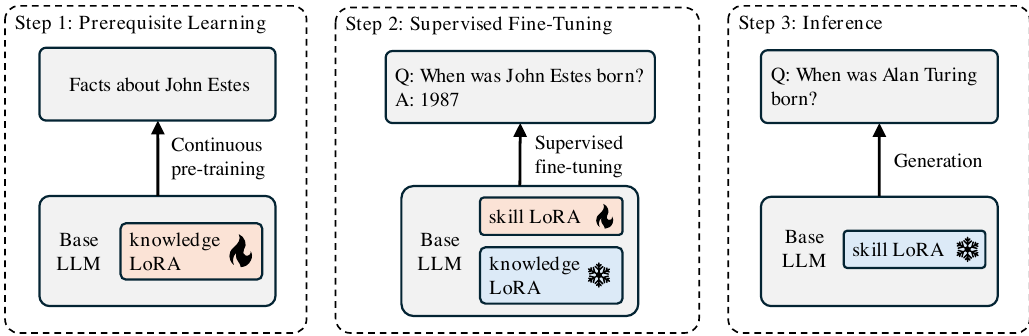 Step 1: Prerequisite Learning
Facts about John Estes
Continuous
pre-training
Base
LLM
knowledge
LoRA
Step 2: Supervised Fine-Tuning
Q: When was John Estes born?
A: 1987
Supervised
fine-tuning
Base
LLM
skill LoRA
knowledge
LoRA
Step 3: Inference
Q: When was Alan Turing
born?
Generation
Base
LLM
skill LoRA